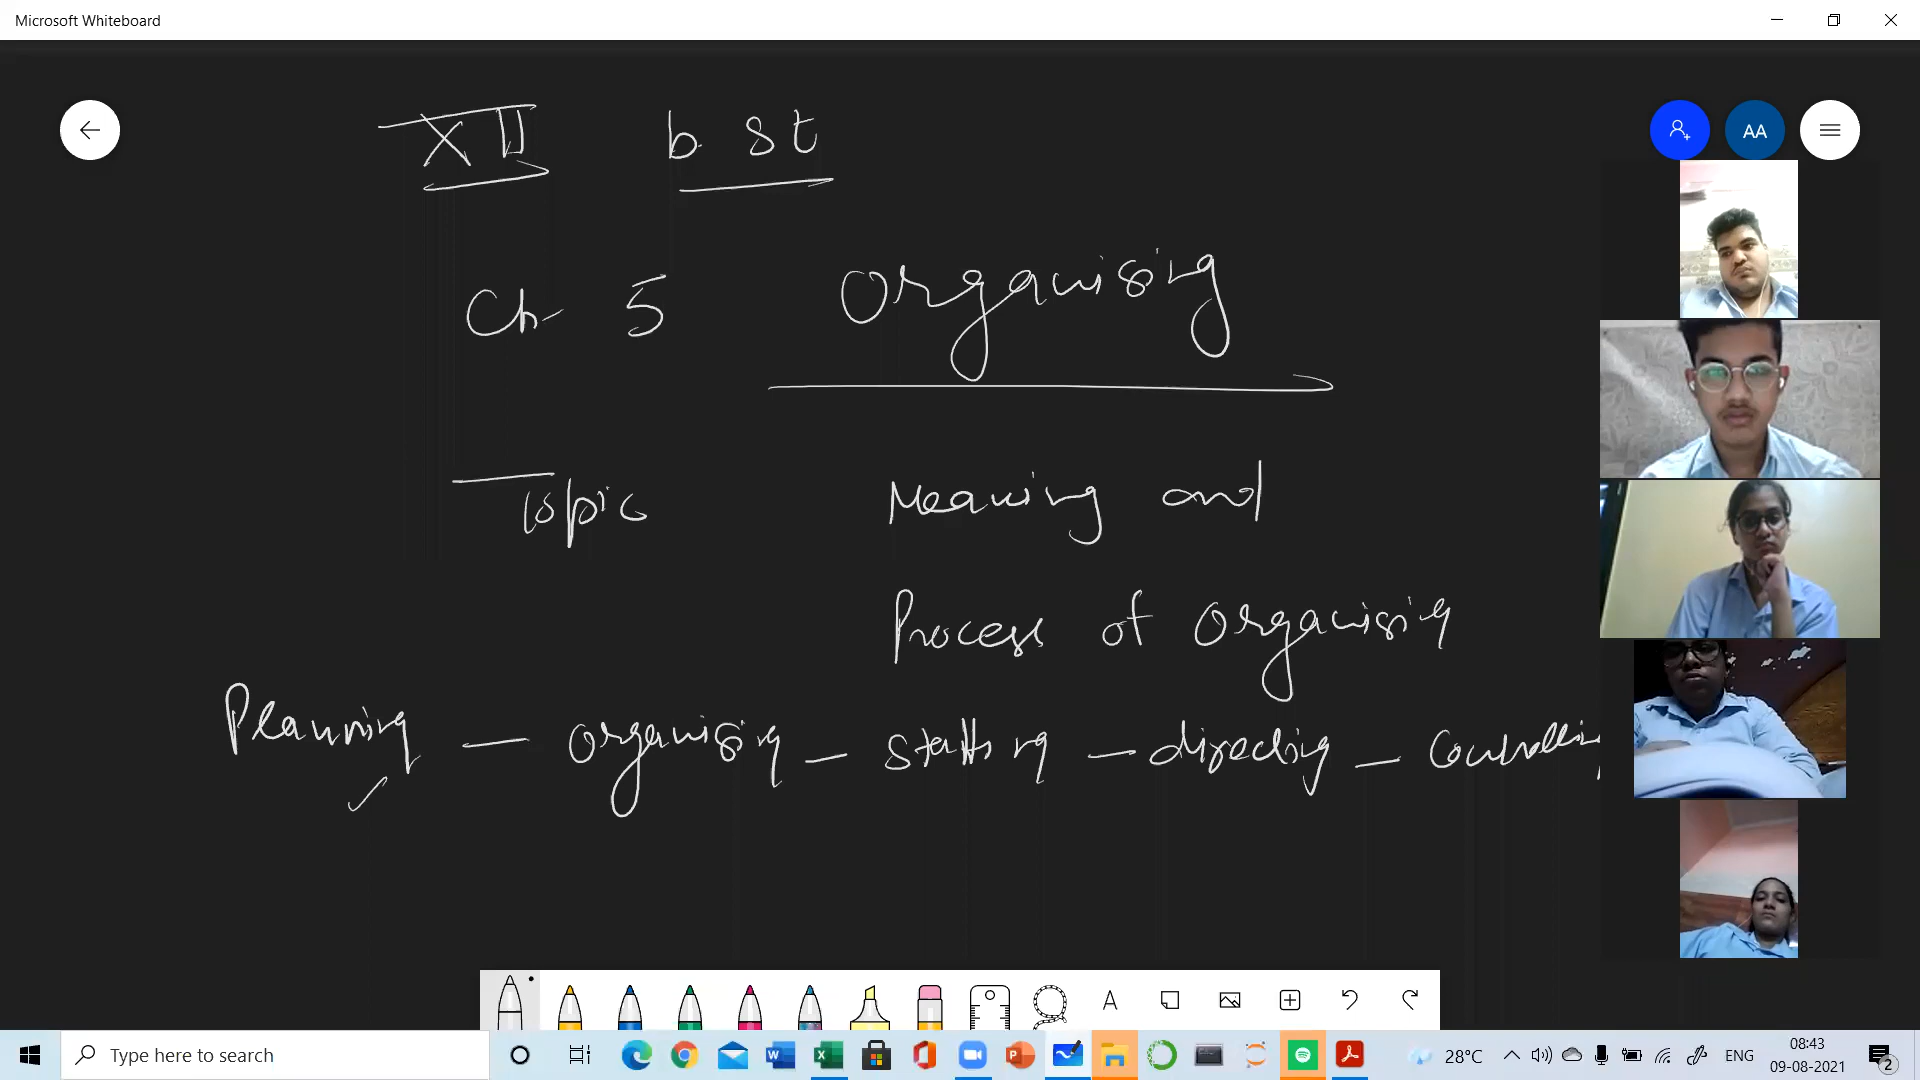 Microsoft Whiteboard
XII b st
AA
Ch- 5 Organising
Topic Meaning and
Process of Organising
Planning - Organising - Staffing - directing - Controlling
A
Type here to search
28°C ENG 08:43
09-08-2021 2